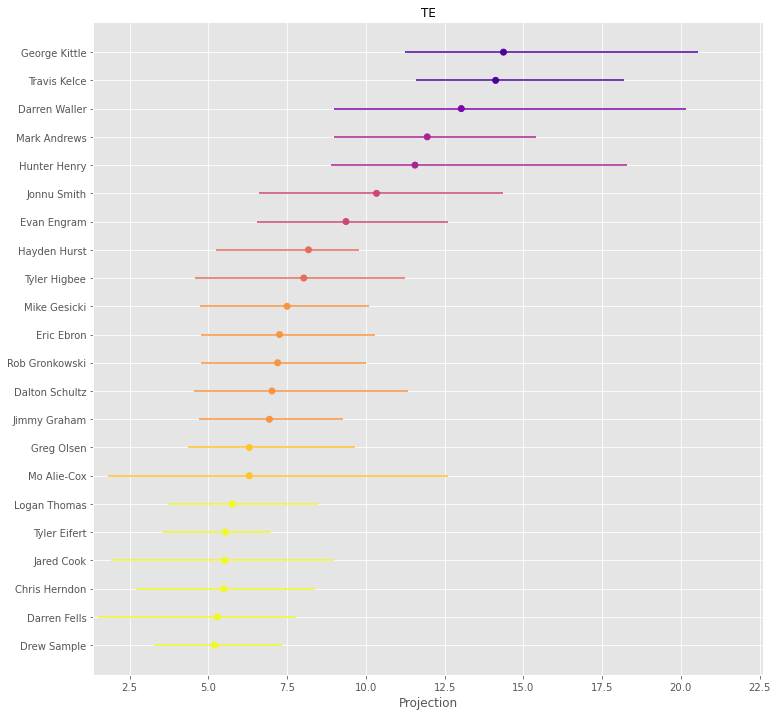 TE
George Kittle
Travis Kelce
Darren Waller
Mark Andrews
Hunter Henry
Jonnu Smith
Evan Engram
Hayden Hurst
Tyler Higbee
Mike Gesicki
Eric Ebron
Rob Gronkowski
Dalton Schultz
Jimmy Graham
Greg Olsen
Mo Alie-Cox
Logan Thomas
Tyler Eifert
Jared Cook
Chris Herndon
Darren Fells
Drew Sample
2.5 5.0 7.5 10.0 12.5 15.0 17.5 20.0 22.5
Projection